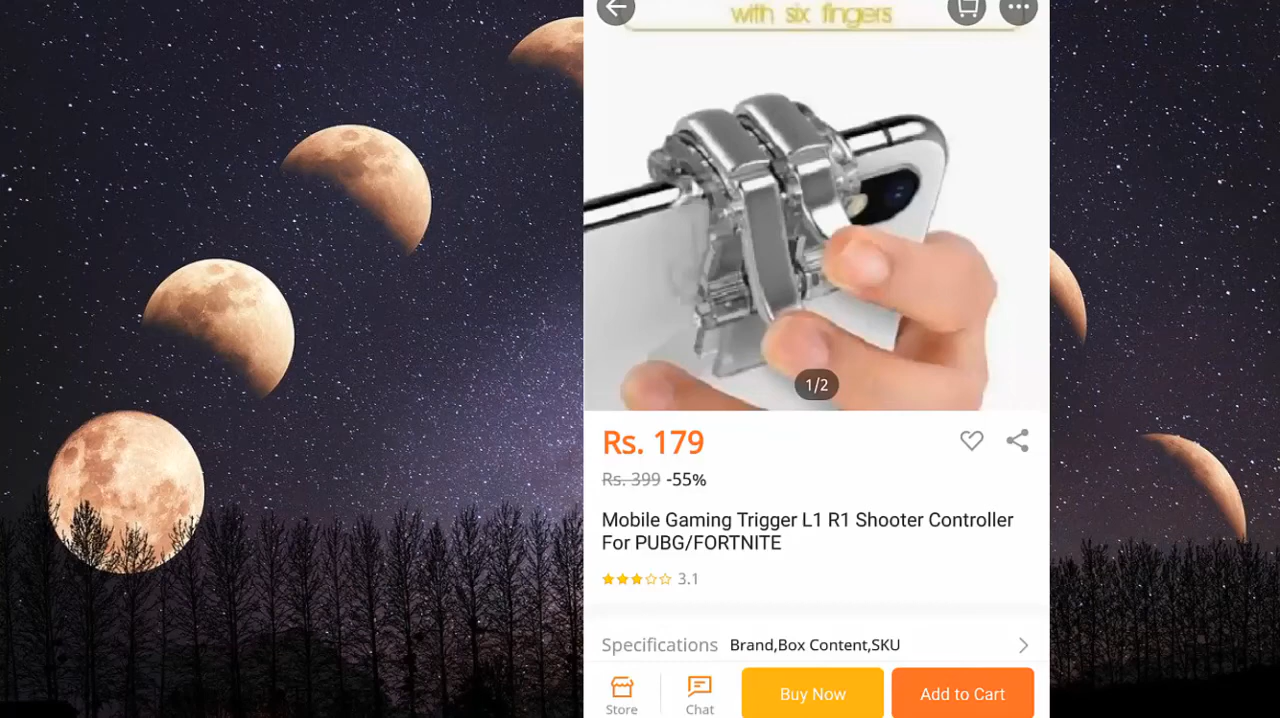 with six fingers
1/2
Rs. 179
Rs. 399 -55%
Mobile Gaming Trigger L1 R1 Shooter Controller
For PUBG/FORTNITE
3.1
Specifications Brand,Box Content,SKU
Store
Chat
Buy Now
Add to Cart